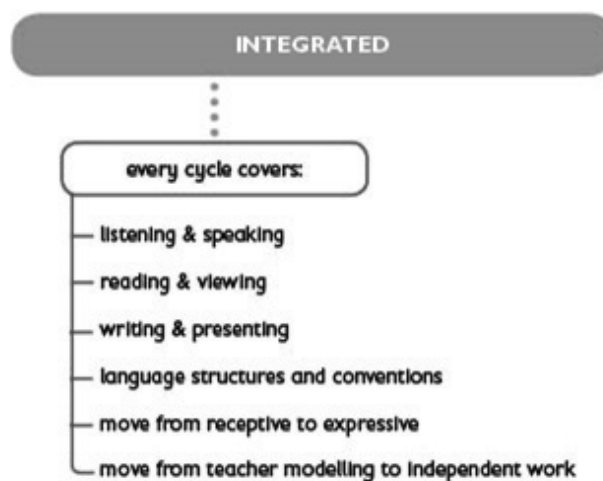 INTEGRATED
every cycle covers:
listening & speaking
reading & viewing
writing & presenting
language structures and conventions
move from receptive to expressive
move from teacher modelling to independent work